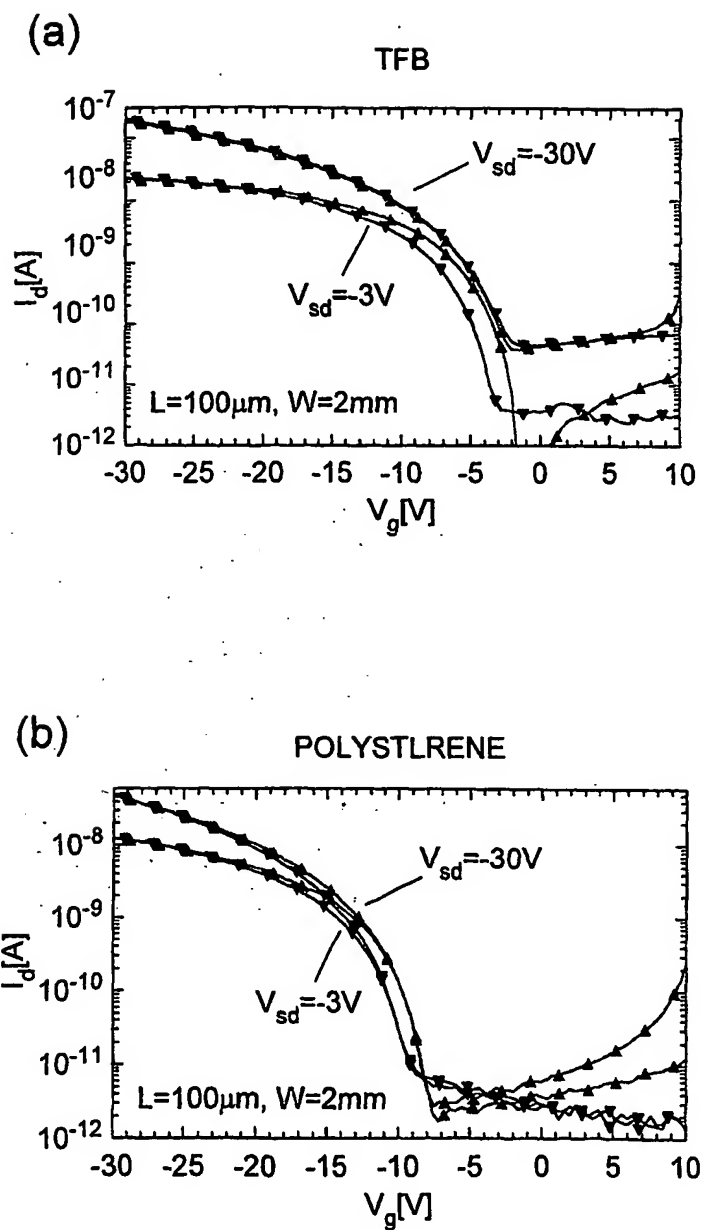 (a)
TFB
10^-7
10^-8
10^-9
10^-10
10^-11
10^-12
I_d[A]
V_sd=-30V
V_sd=-3V
L=100µm, W=2mm
-30 -25 -20 -15 -10 -5 0 5 10
V_g[V]
(b)
POLYSTLRENE
10^-8
10^-9
10^-10
10^-11
10^-12
I_d[A]
V_sd=-30V
V_sd=-3V
L=100µm, W=2mm
-30 -25 -20 -15 -10 -5 0 5 10
V_g[V]